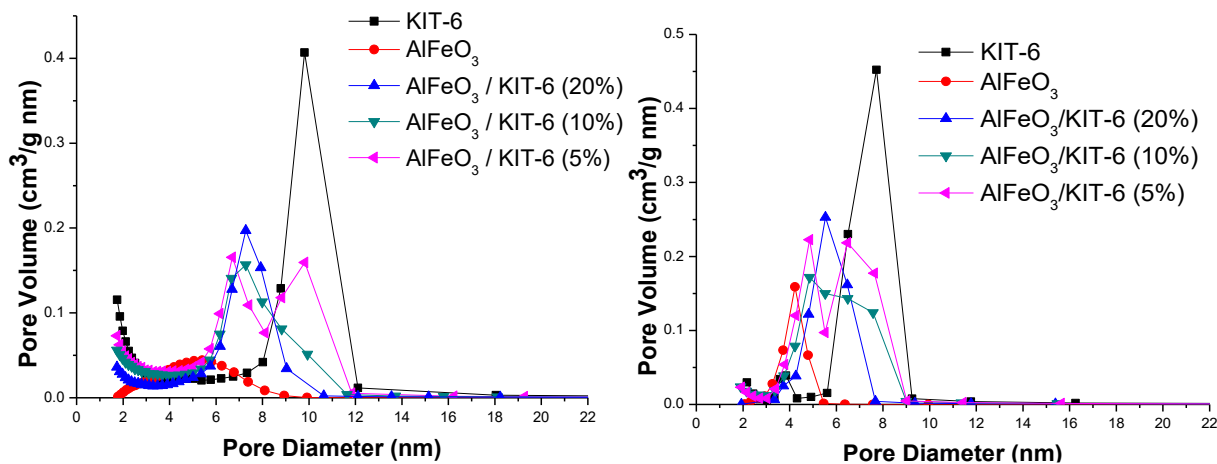 KIT-6
AlFeO3
AlFeO3 / KIT-6 (20%)
AlFeO3 / KIT-6 (10%)
AlFeO3 / KIT-6 (5%)
Pore Volume (cm³/g nm)
0.4
0.3
0.2
0.1
0.0
0 2 4 6 8 10 12 14 16 18 20 22
Pore Diameter (nm)
KIT-6
AlFeO3
AlFeO3/KIT-6 (20%)
AlFeO3/KIT-6 (10%)
AlFeO3/KIT-6 (5%)
Pore Volume (cm³/g nm)
0.5
0.4
0.3
0.2
0.1
0.0
0 2 4 6 8 10 12 14 16 18 20 22
Pore Diameter (nm)